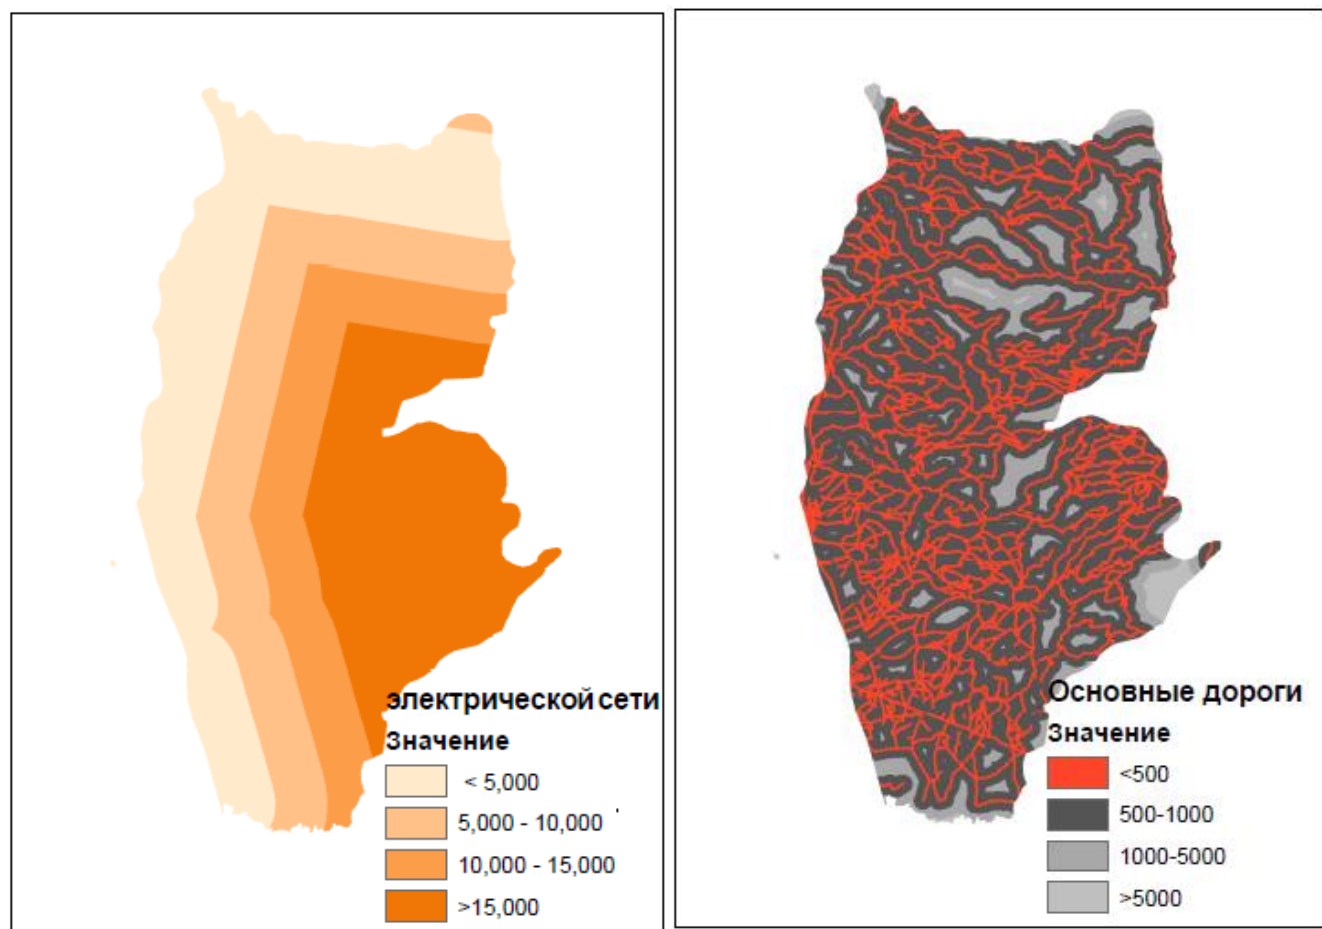 электрической сети
Значение
< 5,000
5,000 - 10,000
10,000 - 15,000
>15,000
Основные дороги
Значение
<500
500-1000
1000-5000
>5000